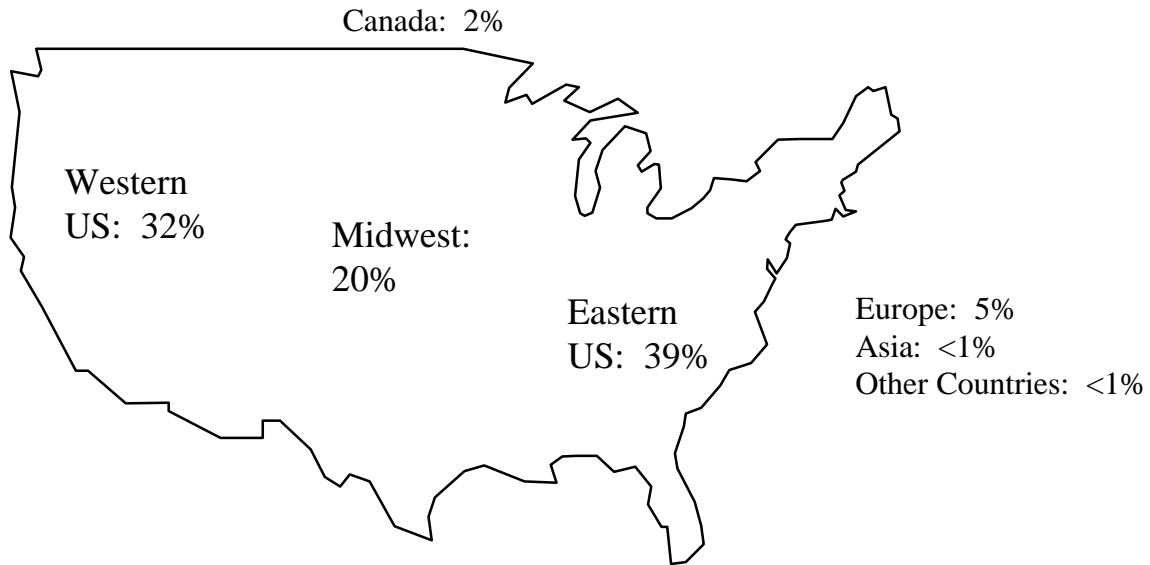 Canada: 2%
Western
US: 32%
Midwest:
20%
Eastern
US: 39%
Europe: 5%
Asia: <1%
Other Countries: <1%